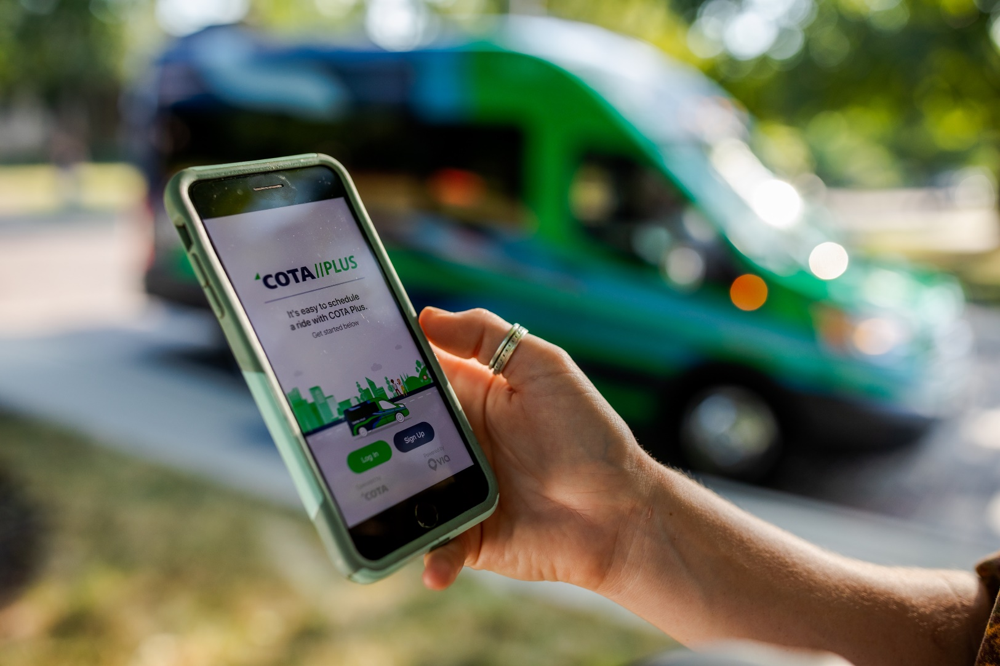 COTA//PLUS
It's easy to schedule
a ride with COTA Plus.
Get started below
Log In
Sign Up
Powered by
via
COTA